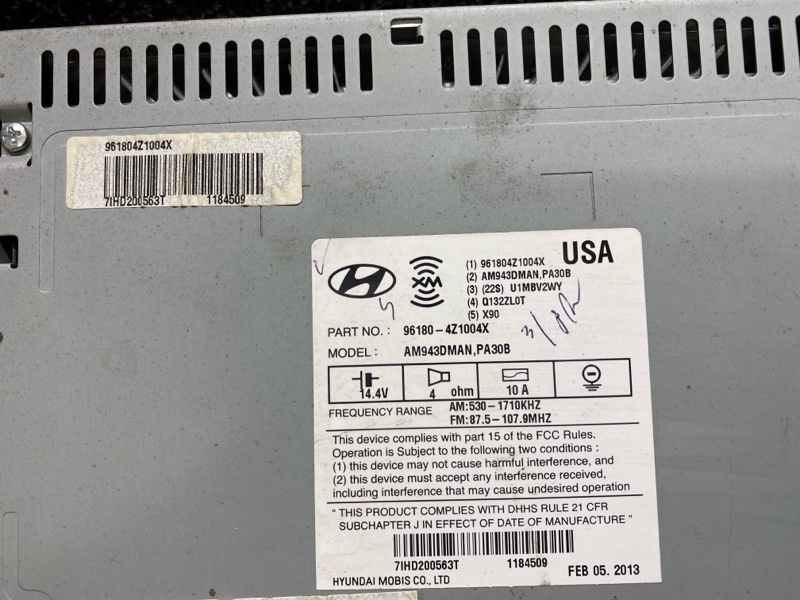 961804Z1004X
7IHD200563T 1184509
XM
USA
(1) 961804Z1004X
(2) AM943DMAN,PA30B
(3) (22S) U1MBV2WY
(4) Q132ZL0T
(5) X90
PART NO.: 96180-4Z1004X
MODEL: AM943DMAN,PA30B
14.4V 4 ohm 10 A
FREQUENCY RANGE AM:530-1710KHZ
FM:87.5-107.9MHZ
This device complies with part 15 of the FCC Rules.
Operation is Subject to the following two conditions :
(1) this device may not cause harmful interference, and
(2) this device must accept any interference received,
including interference that may cause undesired operation
" THIS PRODUCT COMPLIES WITH DHHS RULE 21 CFR
SUBCHAPTER J IN EFFECT OF DATE OF MANUFACTURE "
7IHD200563T 1184509
HYUNDAI MOBIS CO., LTD FEB 05. 2013